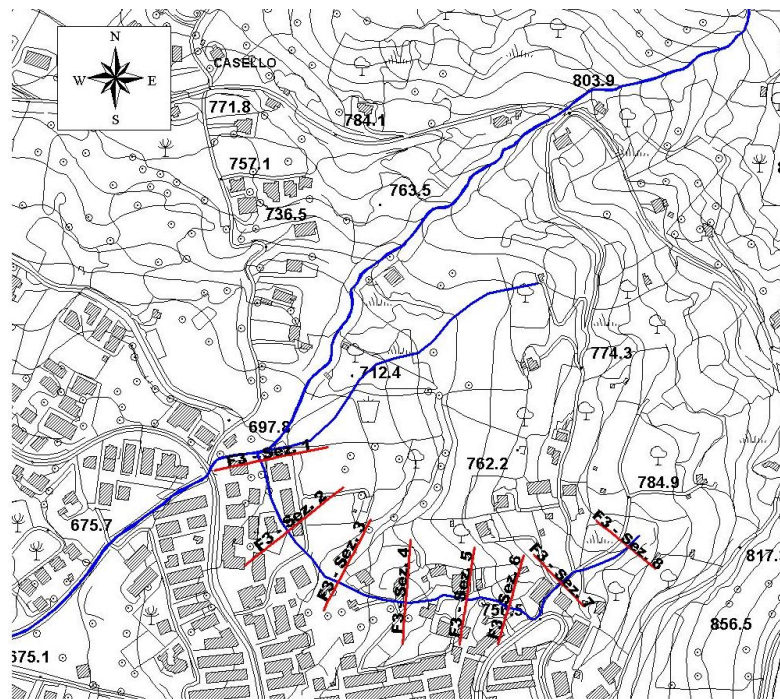 N
W E
S
CASELLO
803.9
771.8
784.1
757.1
763.5
736.5
774.3
712.4
697.8
762.2
784.9
675.7
817.
856.5
675.1
F3 - Sez. 1
F3 - Sez. 2
F3 - Sez. 3
F3 - Sez. 4
F3 - Sez. 5
F3 - Sez. 6
F3 - Sez. 7
F3 - Sez. 8